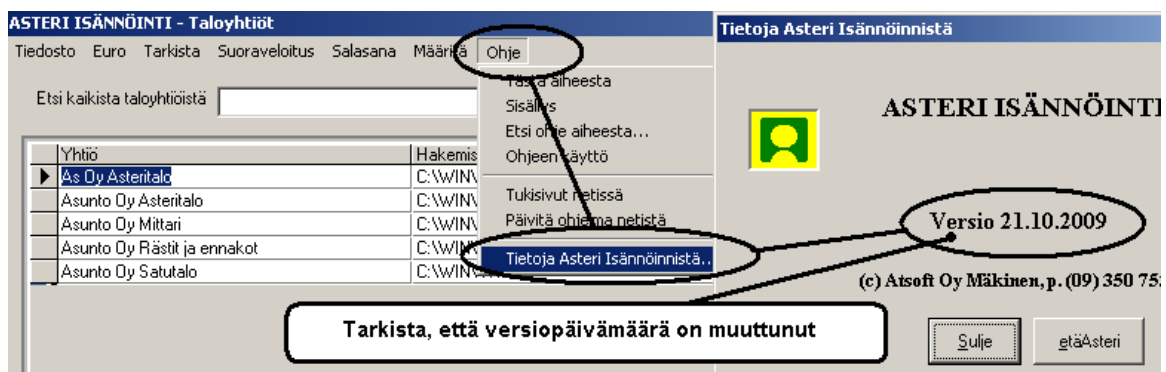 ASTERI ISÄNNÖINTI - Taloyhtiöt
Tiedosto Euro Tarkista Suoraveloitus Salasana Määritä Ohje
Etsi kaikista taloyhtiöistä
Yhtiö Hakemis
As Oy Asteritalo C:\WIN\
Asunto Oy Asteritalo C:\WIN\
Asunto Oy Mittari C:\WIN\
Asunto Oy Rästit ja ennakot C:\WIN\
Asunto Oy Satutalo C:\WIN\
Tästä aiheesta
Sisällys
Etsi ohje aiheesta...
Ohjeen käyttö
Tukisivut netissä
Päivitä ohjelma netistä
Tietoja Asteri Isännöinnistä..
Tarkista, että versiopäivämäärä on muuttunut
Tietoja Asteri Isännöinnistä
ASTERI ISÄNNÖINTI
Versio 21.10.2009
(c) Atsoft Oy Mäkinen, p. (09) 350 75
Sulje etäAsteri